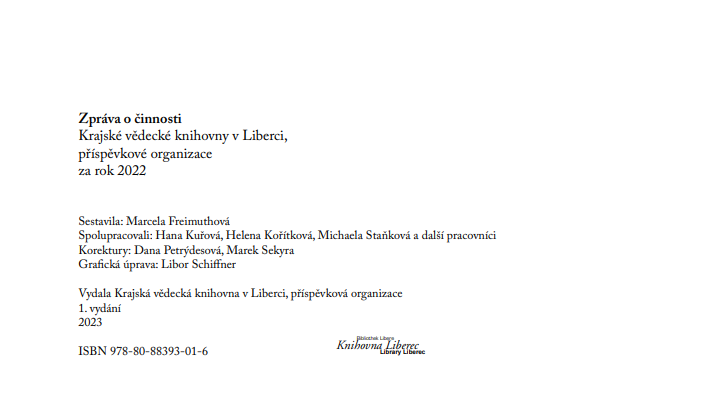 Zpráva o činnosti
Krajské vědecké knihovny v Liberci,
příspěvkové organizace
za rok 2022
Sestavila: Marcela Freimuthová
Spolupracovali: Hana Kuřová, Helena Kořítková, Michaela Staňková a další pracovníci
Korektury: Dana Petrýdesová, Marek Sekyra
Grafická úprava: Libor Schiffner
Vydala Krajská vědecká knihovna v Liberci, příspěvková organizace
1. vydání
2023
ISBN 978-80-88393-01-6
Bibliothek Liberec
Knihovna Liberec
Library Liberec